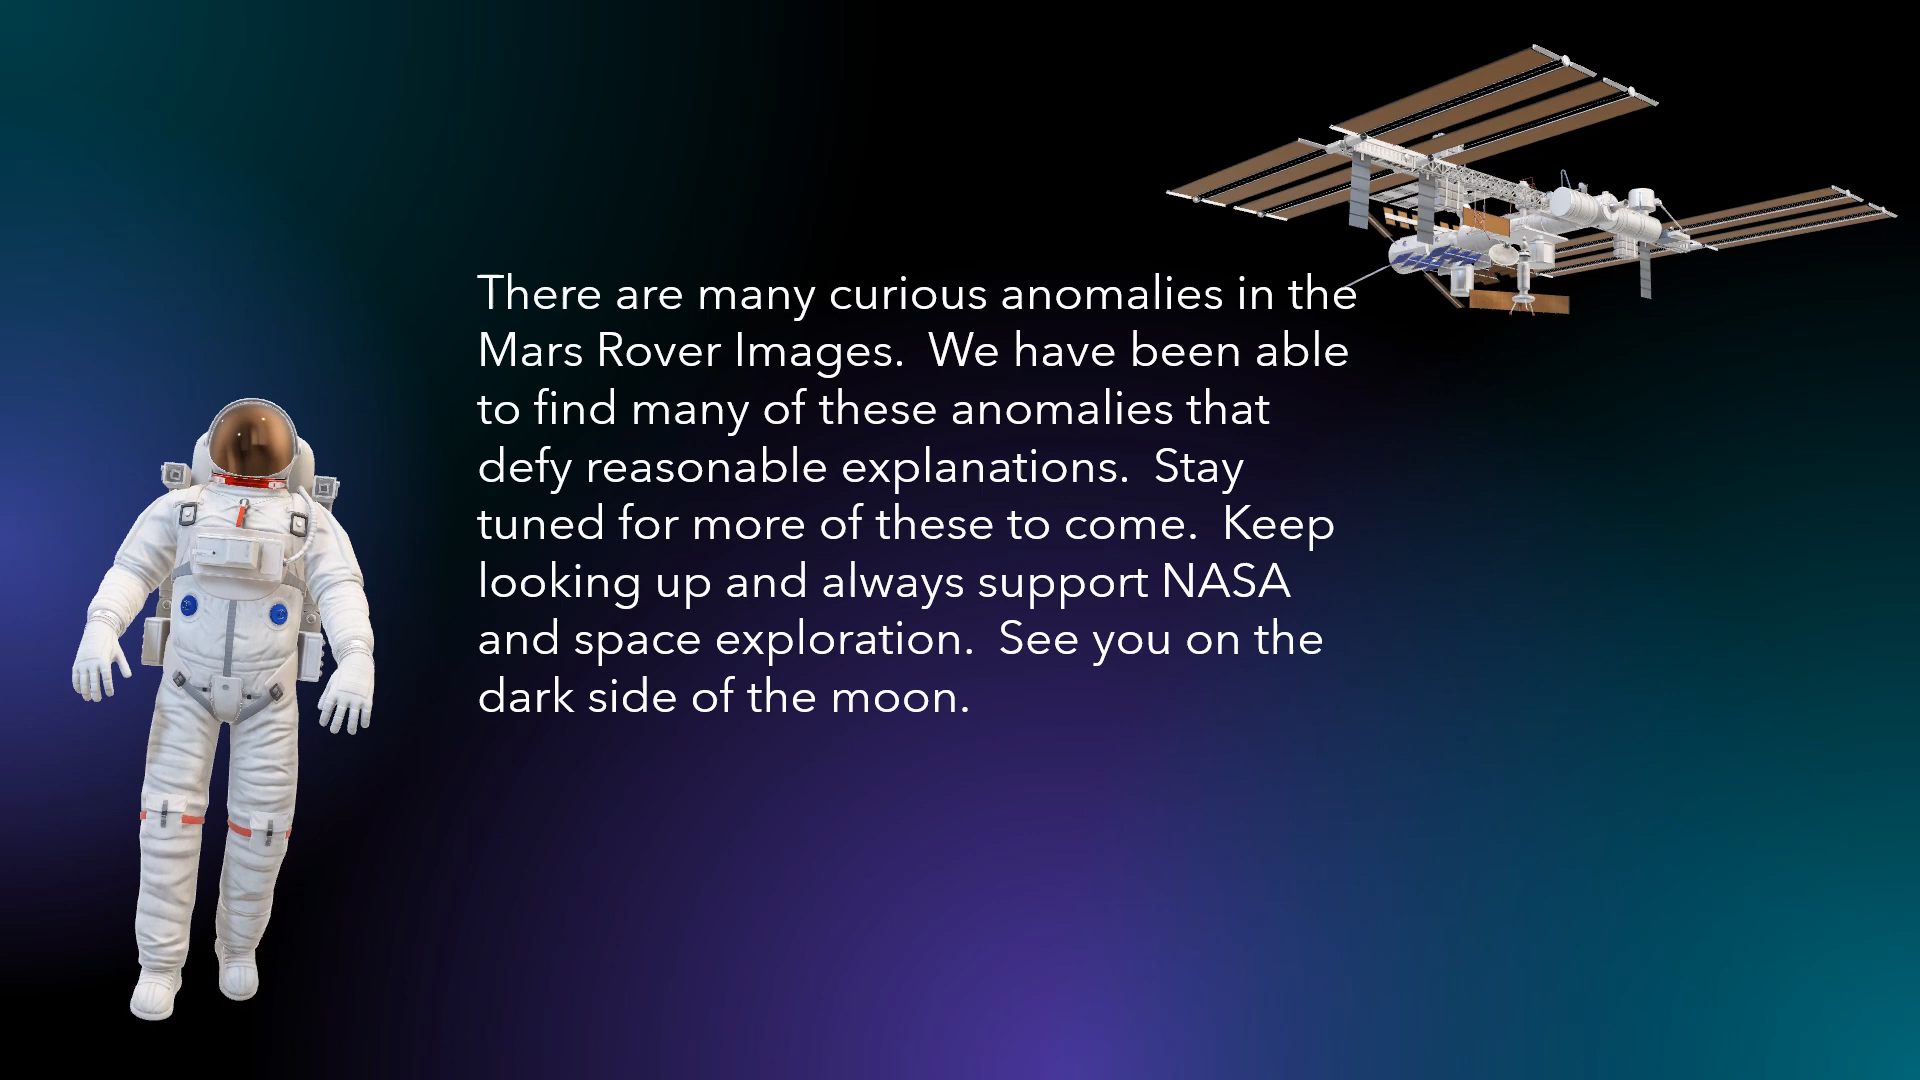 There are many curious anomalies in the
Mars Rover Images.  We have been able
to find many of these anomalies that
defy reasonable explanations.  Stay
tuned for more of these to come.  Keep
looking up and always support NASA
and space exploration.  See you on the
dark side of the moon.